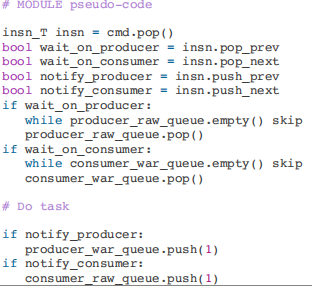 # MODULE pseudo-code

insn_T insn = cmd.pop()
bool wait_on_producer = insn.pop_prev
bool wait_on_consumer = insn.pop_next
bool notify_producer = insn.push_prev
bool notify_consumer = insn.push_next
if wait_on_producer:
   while producer_raw_queue.empty() skip
   producer_raw_queue.pop()
if wait_on_consumer:
   while consumer_war_queue.empty() skip
   consumer_war_queue.pop()

# Do task

if notify_producer:
   producer_war_queue.push(1)
if notify_consumer:
   consumer_raw_queue.push(1)